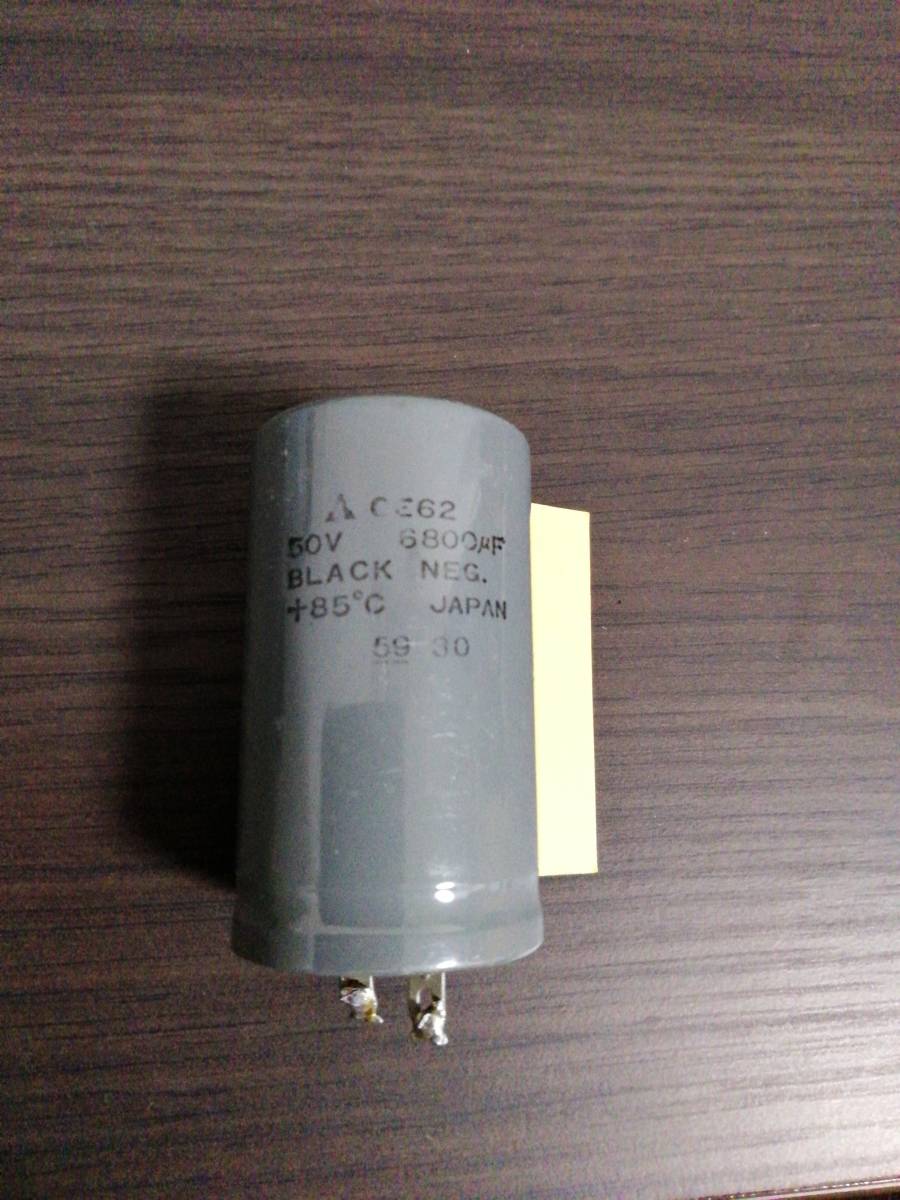 CE62
50V 6800μF
BLACK NEG.
+85°C JAPAN
59 30